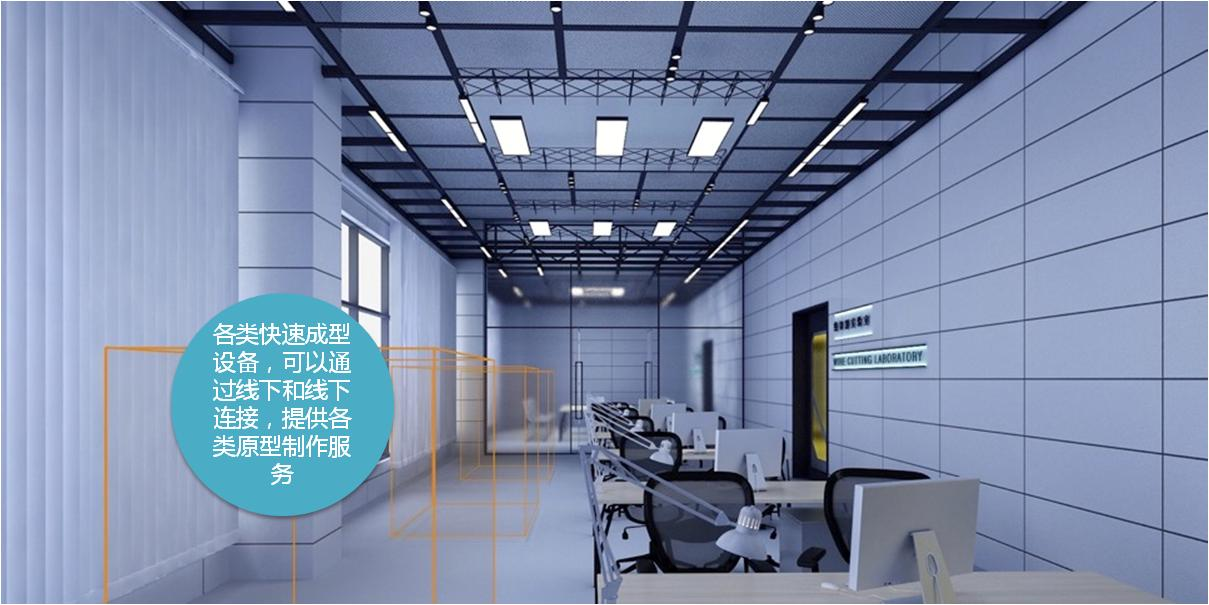 各类快速成型
设备，可以通
过线下和线下
连接，提供各
类原型制作服
务
WIRE CUTTING LABORATORY